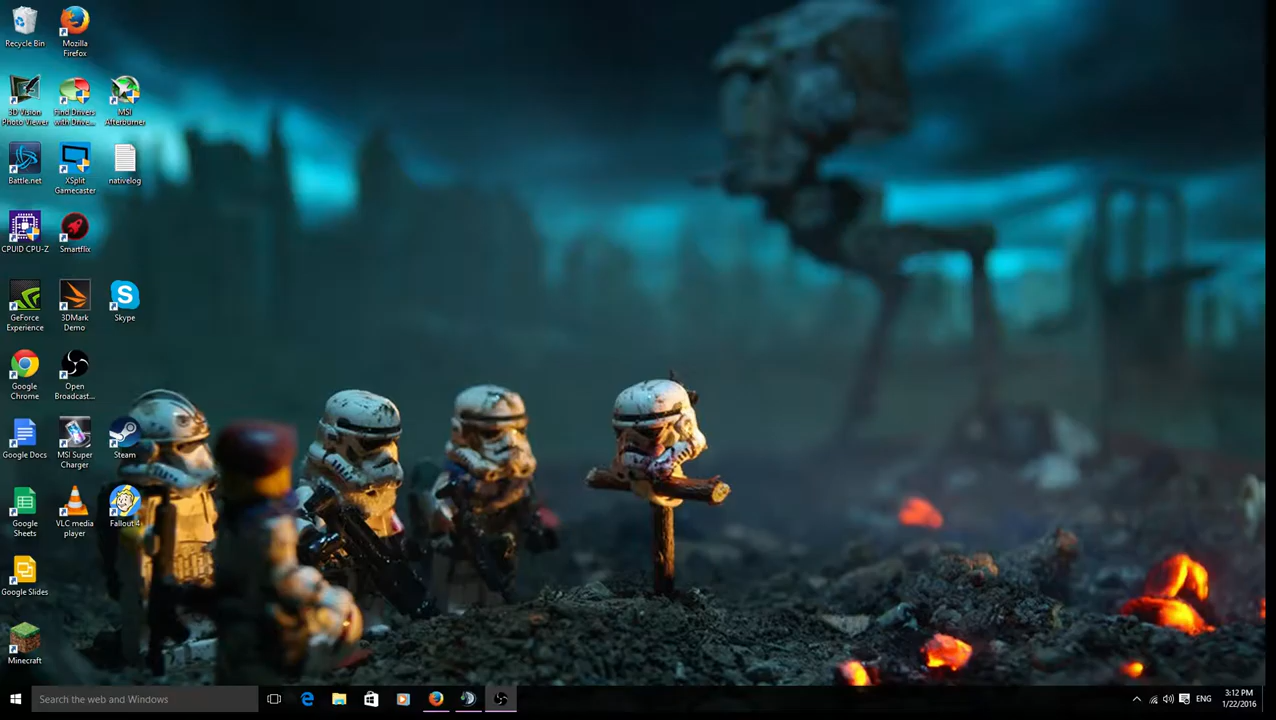 Recycle Bin
Mozilla
Firefox
3D Vision
Photo Viewer
Find Drivers
with Drive...
MSI
Afterburner
Battle.net
XSplit
Gamecaster
nativelog
CPUID CPU-Z
Smartflix
GeForce
Experience
3DMark
Demo
Skype
Google
Chrome
Open
Broadcast...
Google Docs
MSI Super
Charger
Steam
Google
Sheets
VLC media
player
Fallout 4
Google Slides
Minecraft
Search the web and Windows
ENG
3:12 PM
1/22/2016